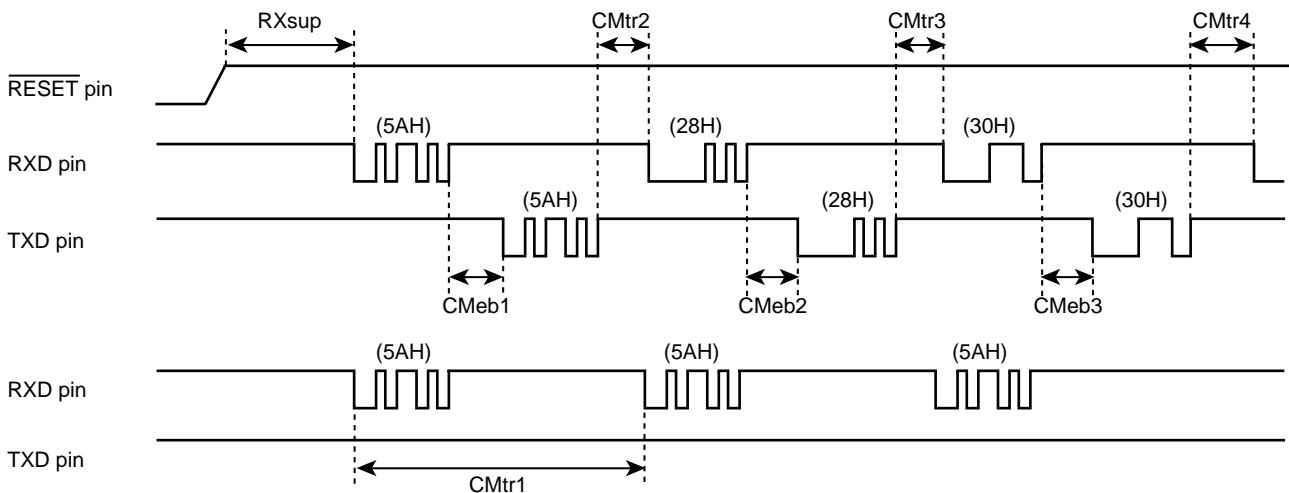 RXsup CMtr2 CMtr3 CMtr4
RESET pin
(5AH) (28H) (30H)
RXD pin
(5AH) (28H) (30H)
TXD pin
CMeb1 CMeb2 CMeb3
(5AH) (5AH) (5AH)
RXD pin
TXD pin
CMtr1